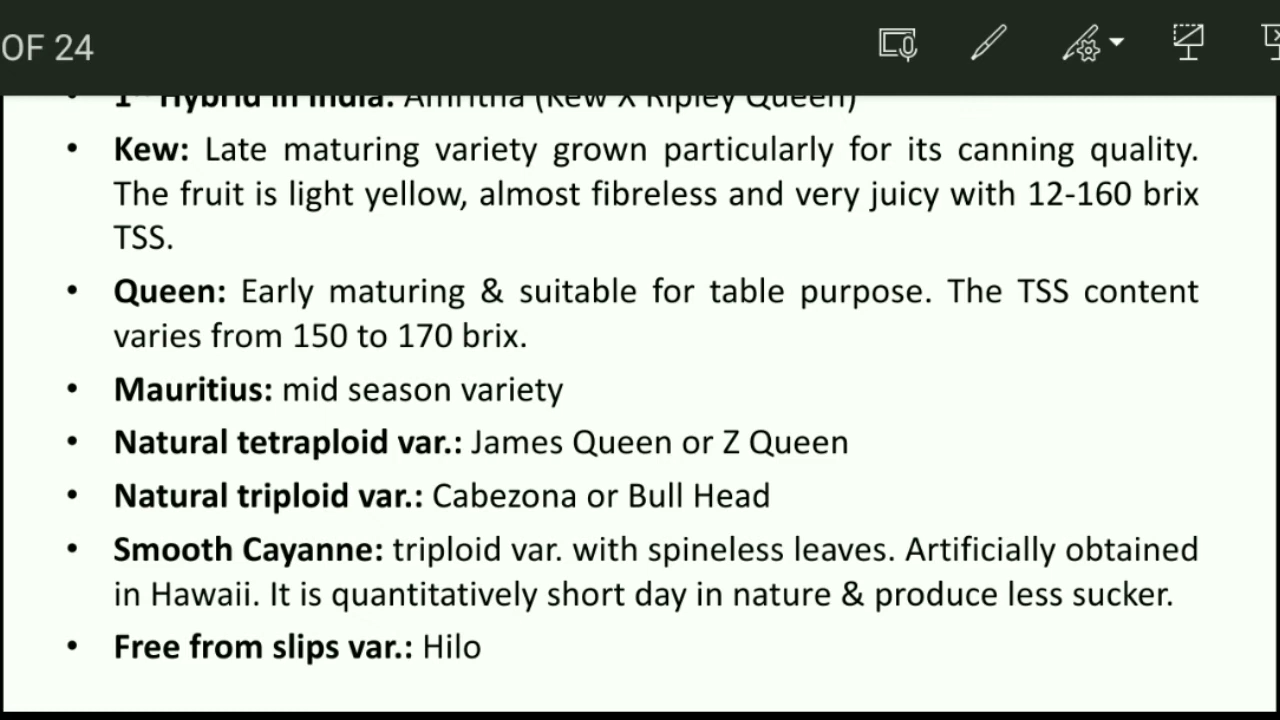 OF 24
• 1st Hybrid in India: Amritha (Kew X Ripley Queen)
• Kew: Late maturing variety grown particularly for its canning quality.
The fruit is light yellow, almost fibreless and very juicy with 12-160 brix
TSS.
• Queen: Early maturing & suitable for table purpose. The TSS content
varies from 150 to 170 brix.
• Mauritius: mid season variety
• Natural tetraploid var.: James Queen or Z Queen
• Natural triploid var.: Cabezona or Bull Head
• Smooth Cayanne: triploid var. with spineless leaves. Artificially obtained
in Hawaii. It is quantitatively short day in nature & produce less sucker.
• Free from slips var.: Hilo